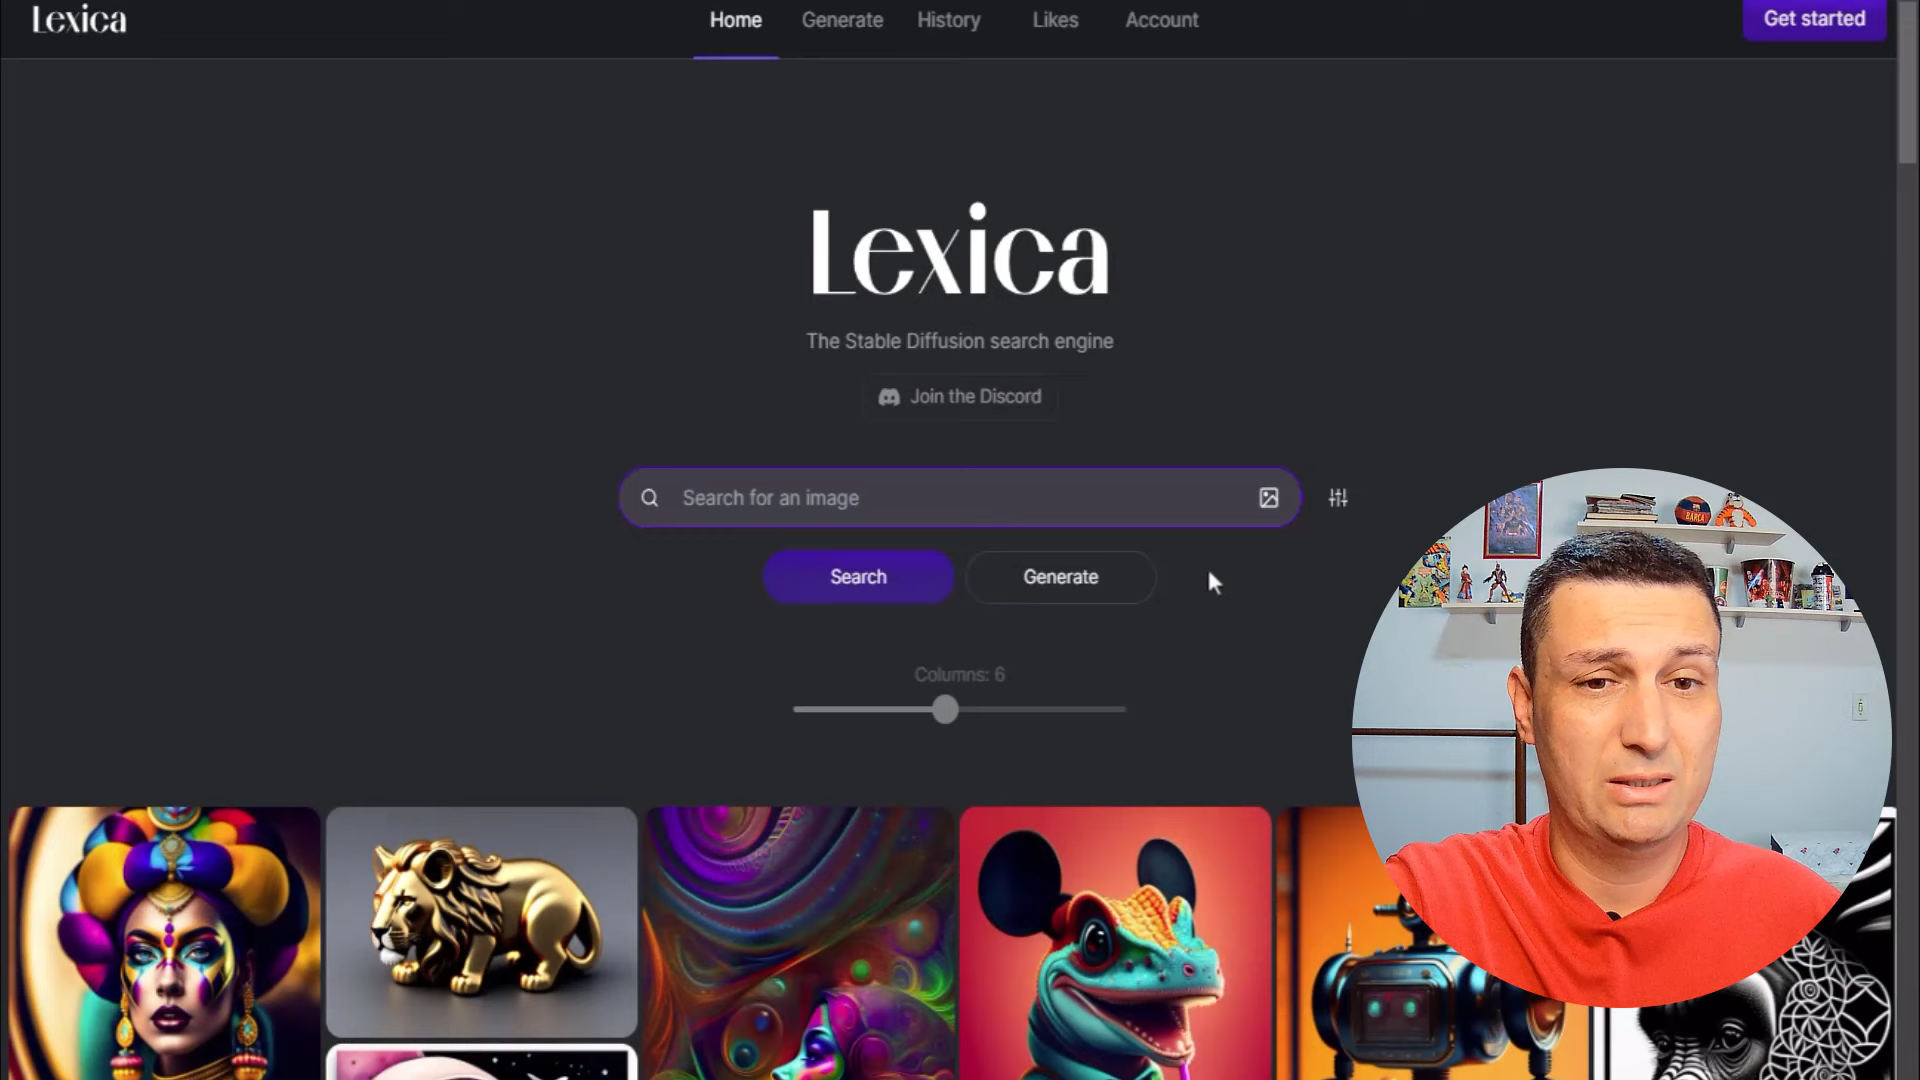 Lexica
Home
Generate
History
Likes
Account
Get started
Lexica
The Stable Diffusion search engine
Join the Discord
Search for an image
Search
Generate
Columns: 6
BARCA